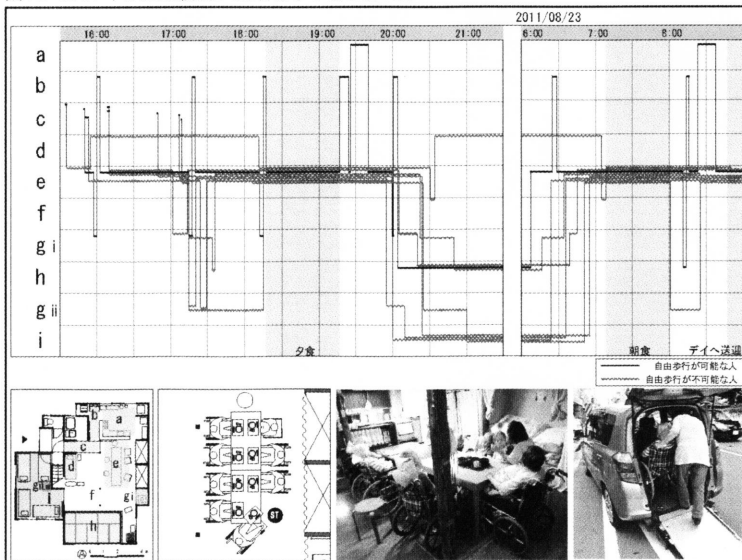 2011/08/23
16:00 17:00 18:00 19:00 20:00 21:00 6:00 7:00 8:00
a
b
c
d
e
f
g i
h
g ii
i
夕食 朝食 デイへ送迎
自由歩行が可能な人
自由歩行が不可能な人
a
b
c
d
e
f
g i
i
h
ST